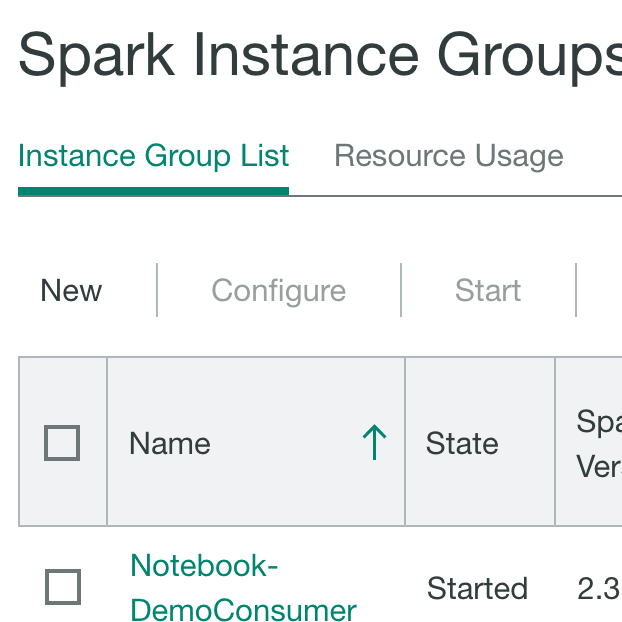 Spark Instance Groups
Instance Group List Resource Usage
New Configure Start
Name State Spa
Ver
Notebook-
DemoConsumer Started 2.3